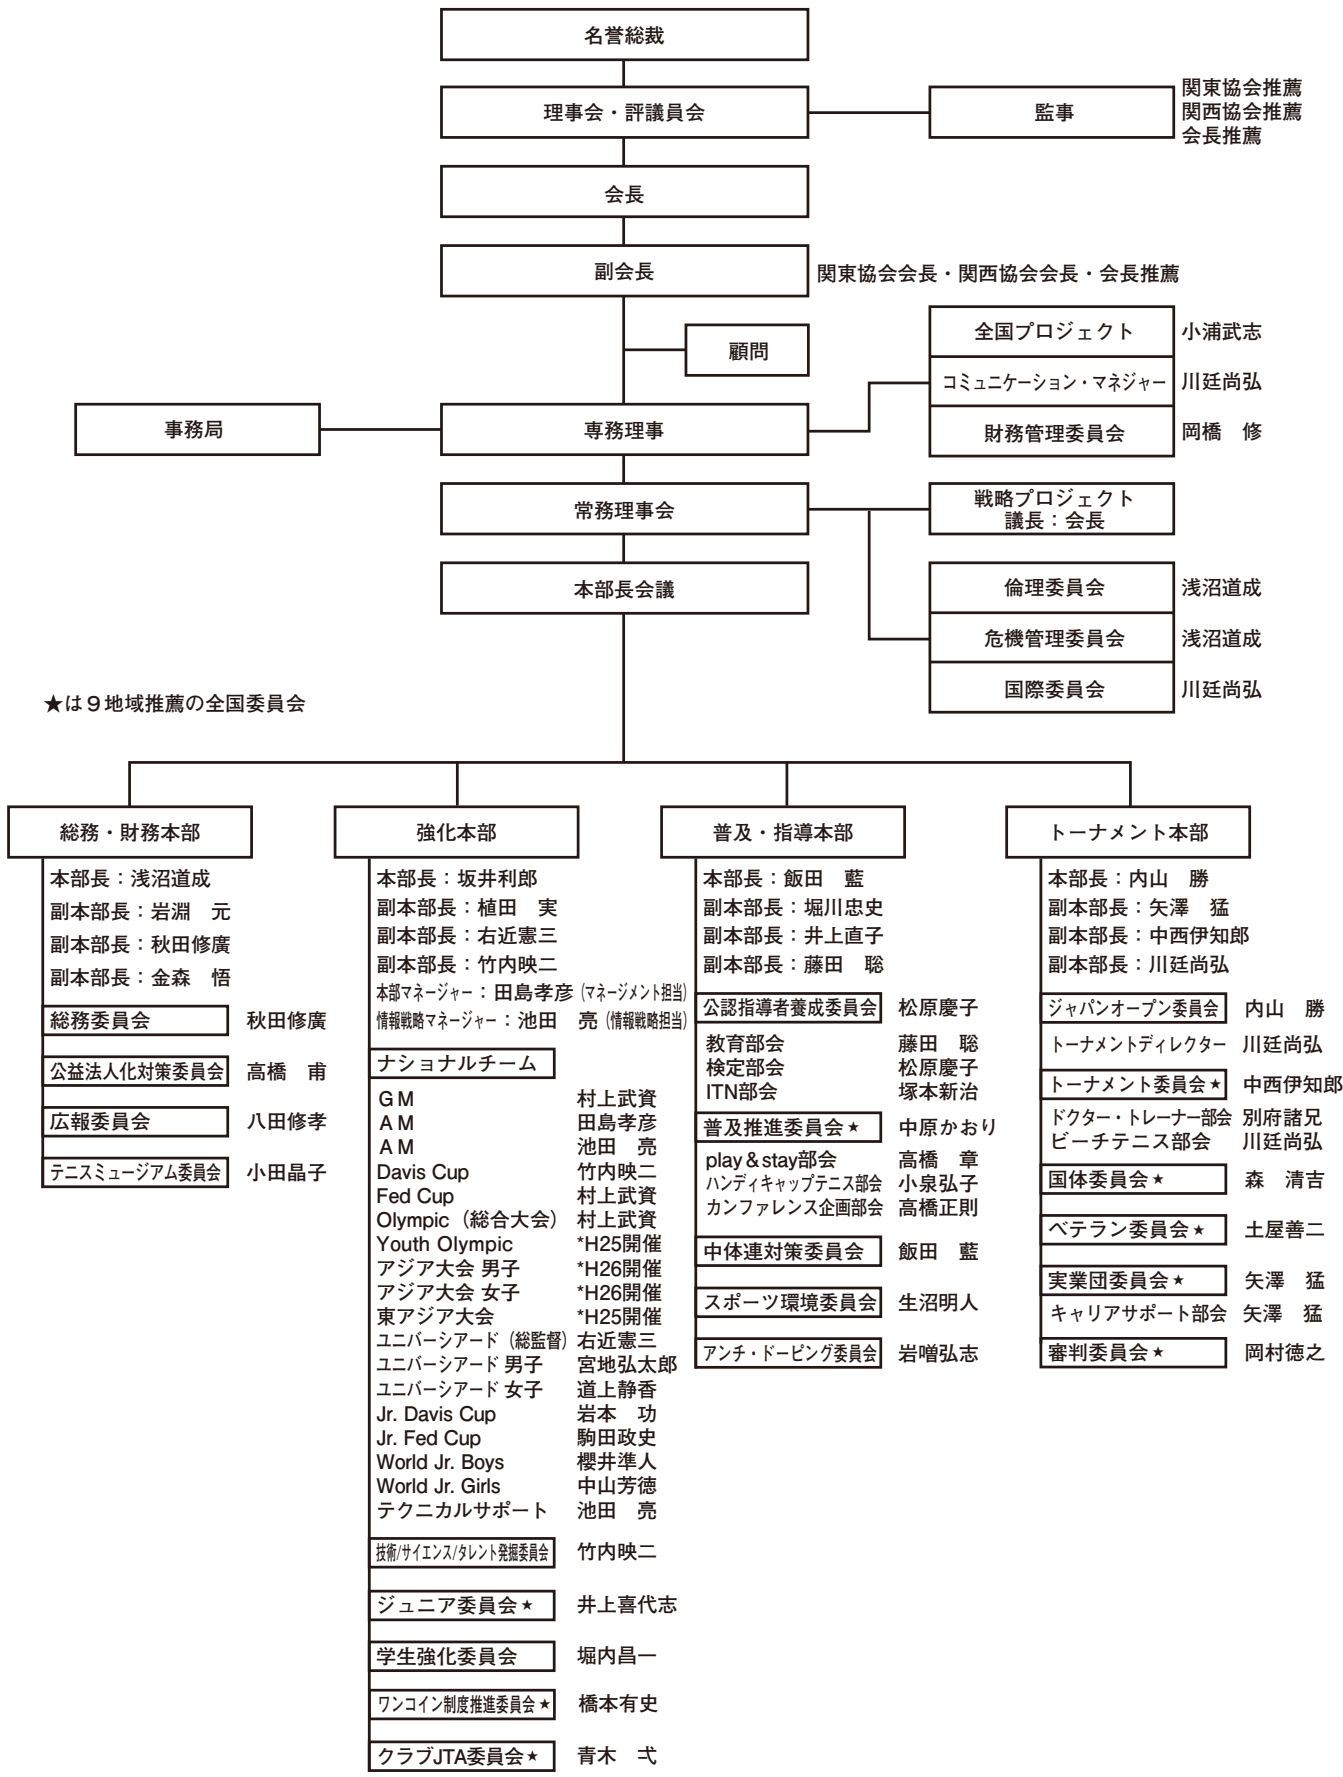 名誉総裁
理事会・評議員会
監事
関東協会推薦
関西協会推薦
会長推薦
会長
副会長
関東協会会長・関西協会会長・会長推薦
顧問
全国プロジェクト 小浦武志
コミュニケーション・マネジャー 川廷尚弘
財務管理委員会 岡橋　修
事務局
専務理事
常務理事会
戦略プロジェクト
議長：会長
本部長会議
倫理委員会 浅沼道成
危機管理委員会 浅沼道成
国際委員会 川廷尚弘
★は９地域推薦の全国委員会
総務・財務本部
本部長：浅沼道成
副本部長：岩淵　元
副本部長：秋田修廣
副本部長：金森　悟
総務委員会 秋田修廣
公益法人化対策委員会 高橋　甫
広報委員会 八田修孝
テニスミュージアム委員会 小田晶子
強化本部
本部長：坂井利郎
副本部長：植田　実
副本部長：右近憲三
副本部長：竹内映二
本部マネージャー：田島孝彦（マネージメント担当）
情報戦略マネージャー：池田　亮（情報戦略担当）
ナショナルチーム
ＧＭ 村上武資
ＡＭ 田島孝彦
ＡＭ 池田　亮
Davis Cup 竹内映二
Fed Cup 村上武資
Olympic（総合大会） 村上武資
Youth Olympic *H25開催
アジア大会 男子 *H26開催
アジア大会 女子 *H26開催
東アジア大会 *H25開催
ユニバーシアード（総監督） 右近憲三
ユニバーシアード 男子 宮地弘太郎
ユニバーシアード 女子 道上静香
Jr. Davis Cup 岩本　功
Jr. Fed Cup 駒田政史
World Jr. Boys 櫻井準人
World Jr. Girls 中山芳徳
テクニカルサポート 池田　亮
技術/サイエンス/タレント発掘委員会 竹内映二
ジュニア委員会★ 井上喜代志
学生強化委員会 堀内昌一
ワンコイン制度推進委員会★ 橋本有史
クラブJTA委員会★ 青木　弌
普及・指導本部
本部長：飯田　藍
副本部長：堀川忠史
副本部長：井上直子
副本部長：藤田　聡
公認指導者養成委員会 松原慶子
教育部会 藤田　聡
検定部会 松原慶子
ITN部会 塚本新治
普及推進委員会★ 中原かおり
play＆stay部会 高橋　章
ハンディキャップテニス部会 小泉弘子
カンファレンス企画部会 高橋正則
中体連対策委員会 飯田　藍
スポーツ環境委員会 生沼明人
アンチ・ドーピング委員会 岩噌弘志
トーナメント本部
本部長：内山　勝
副本部長：矢澤　猛
副本部長：中西伊知郎
副本部長：川廷尚弘
ジャパンオープン委員会 内山　勝
トーナメントディレクター 川廷尚弘
トーナメント委員会★ 中西伊知郎
ドクター・トレーナー部会 別府諸兄
ビーチテニス部会 川廷尚弘
国体委員会★ 森　清吉
ベテラン委員会★ 土屋善二
実業団委員会★ 矢澤　猛
キャリアサポート部会 矢澤　猛
審判委員会★ 岡村徳之